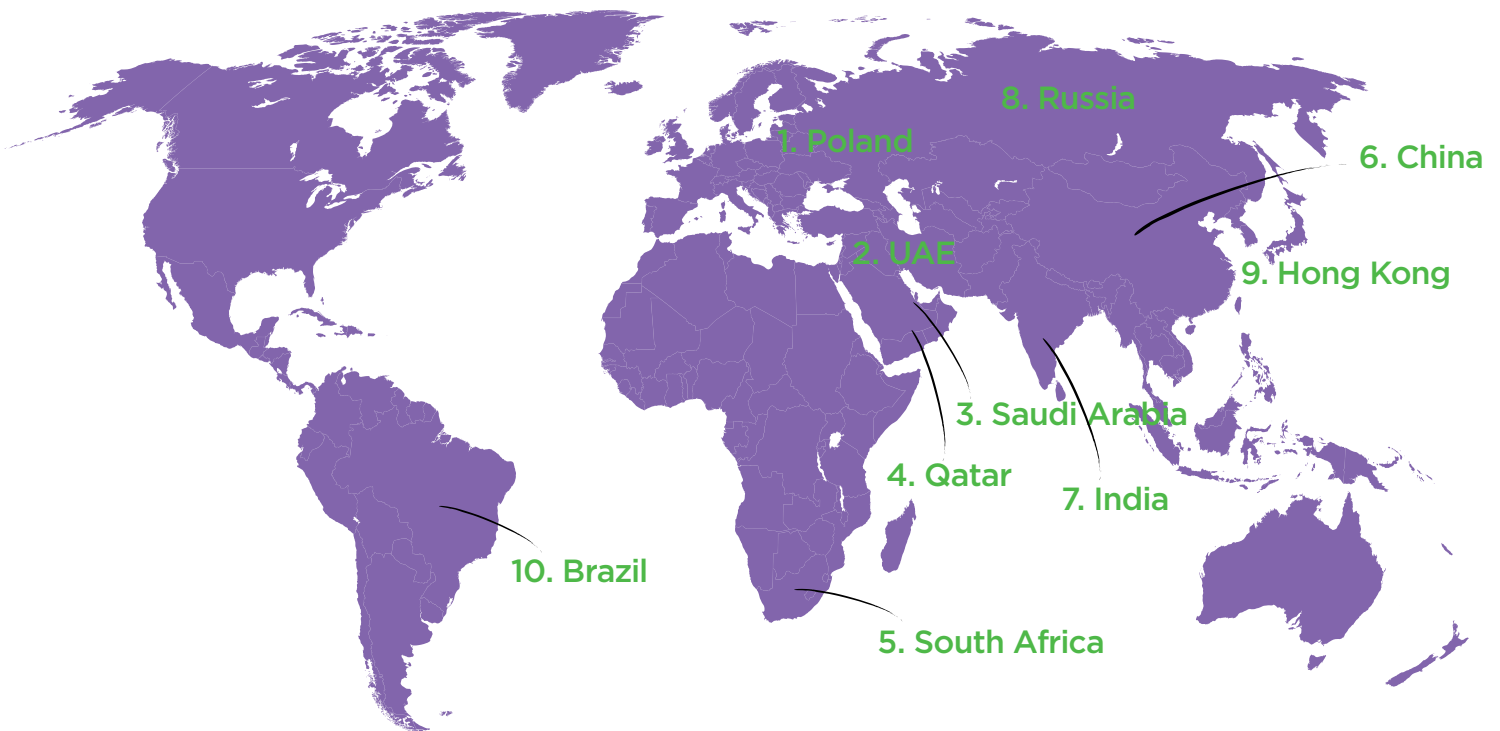 8. Russia
1. Poland
6. China
2. UAE
9. Hong Kong
3. Saudi Arabia
4. Qatar
7. India
10. Brazil
5. South Africa